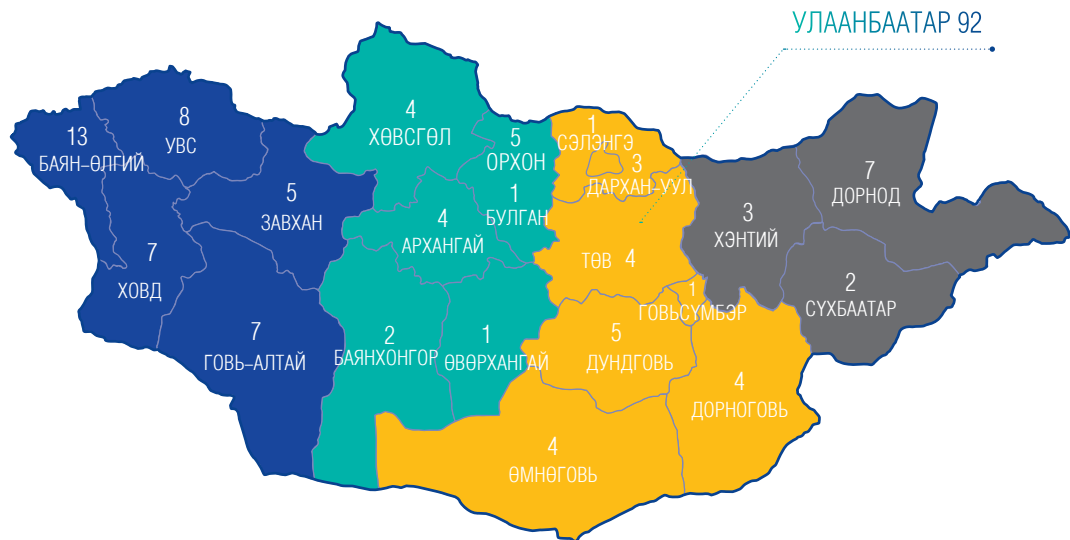 УЛААНБААТАР 92
13
БАЯН-ӨЛГИЙ
8
УВС
5
ЗАВХАН
7
ХОВД
7
ГОВЬ-АЛТАЙ
4
ХӨВСГӨЛ
5
ОРХОН
1
БУЛГАН
4
АРХАНГАЙ
2
БАЯНХОНГОР
1
ӨВӨРХАНГАЙ
1
СЭЛЭНГЭ
3
ДАРХАН-УУЛ
ТӨВ 4
1
ГОВЬСҮМБЭР
5
ДУНДГОВЬ
4
ДОРНОГОВЬ
4
ӨМНӨГОВЬ
3
ХЭНТИЙ
7
ДОРНОД
2
СҮХБААТАР